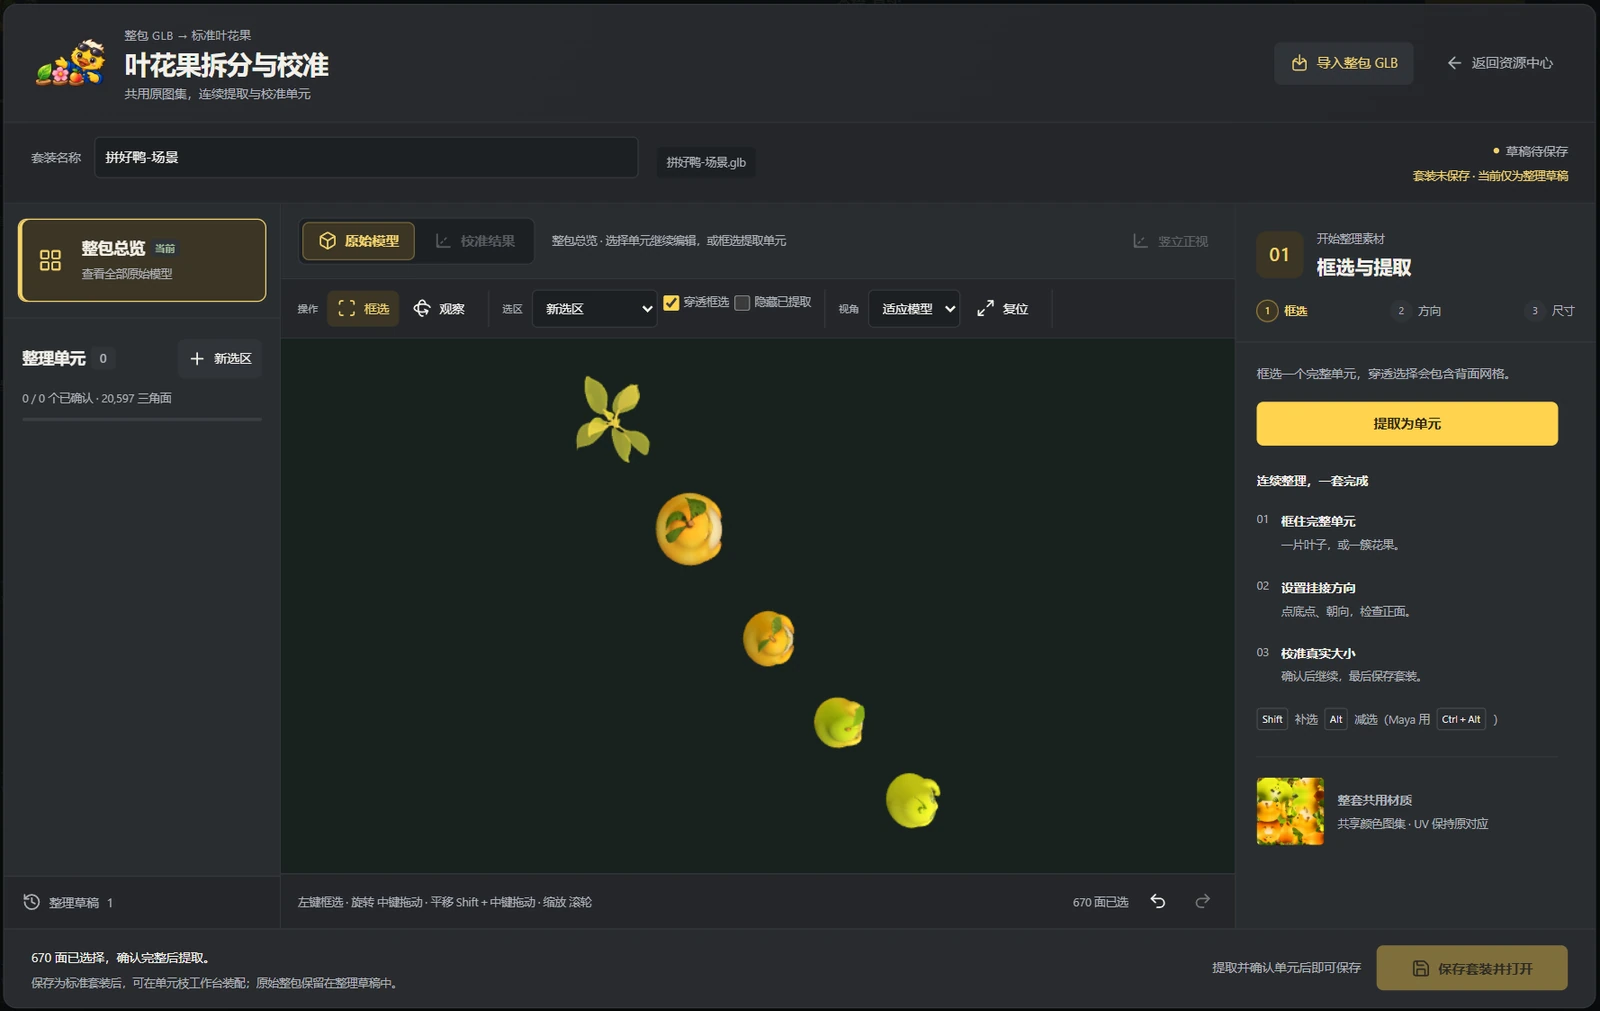 整包 GLB → 标准叶花果
叶花果拆分与校准
共用原图集，连续提取与校准单元
导入整包 GLB
返回资源中心
套装名称
拼好鸭-场景
拼好鸭-场景.glb
草稿待保存
套装未保存 · 当前仅为整理草稿
整包总览 当前
查看全部原始模型
原始模型
校准结果
整包总览 · 选择单元继续编辑，或框选提取单元
竖立正视
操作
框选
观察
选区
新选区
穿透框选
隐藏已提取
视角
适应模型
复位
整理单元 0
新选区
0 / 0 个已确认 · 20,597 三角面
01
开始整理素材
框选与提取
1 框选
2 方向
3 尺寸
框选一个完整单元，穿透选择会包含背面网格。
提取为单元
连续整理，一套完成
01 框住完整单元
一片叶子，或一簇花果。
02 设置挂接方向
点底点、朝向，检查正面。
03 校准真实大小
确认后继续，最后保存套装。
Shift 补选 Alt 减选（Maya 用 Ctrl + Alt ）
整套共用材质
共享颜色图集 · UV 保持原对应
整理草稿 1
左键框选 · 旋转 中键拖动 · 平移 Shift + 中键拖动 · 缩放 滚轮
670 面已选
670 面已选择，确认完整后提取。
保存为标准套装后，可在单元枝工作台装配；原始整包保留在整理草稿中。
提取并确认单元后即可保存
保存套装并打开